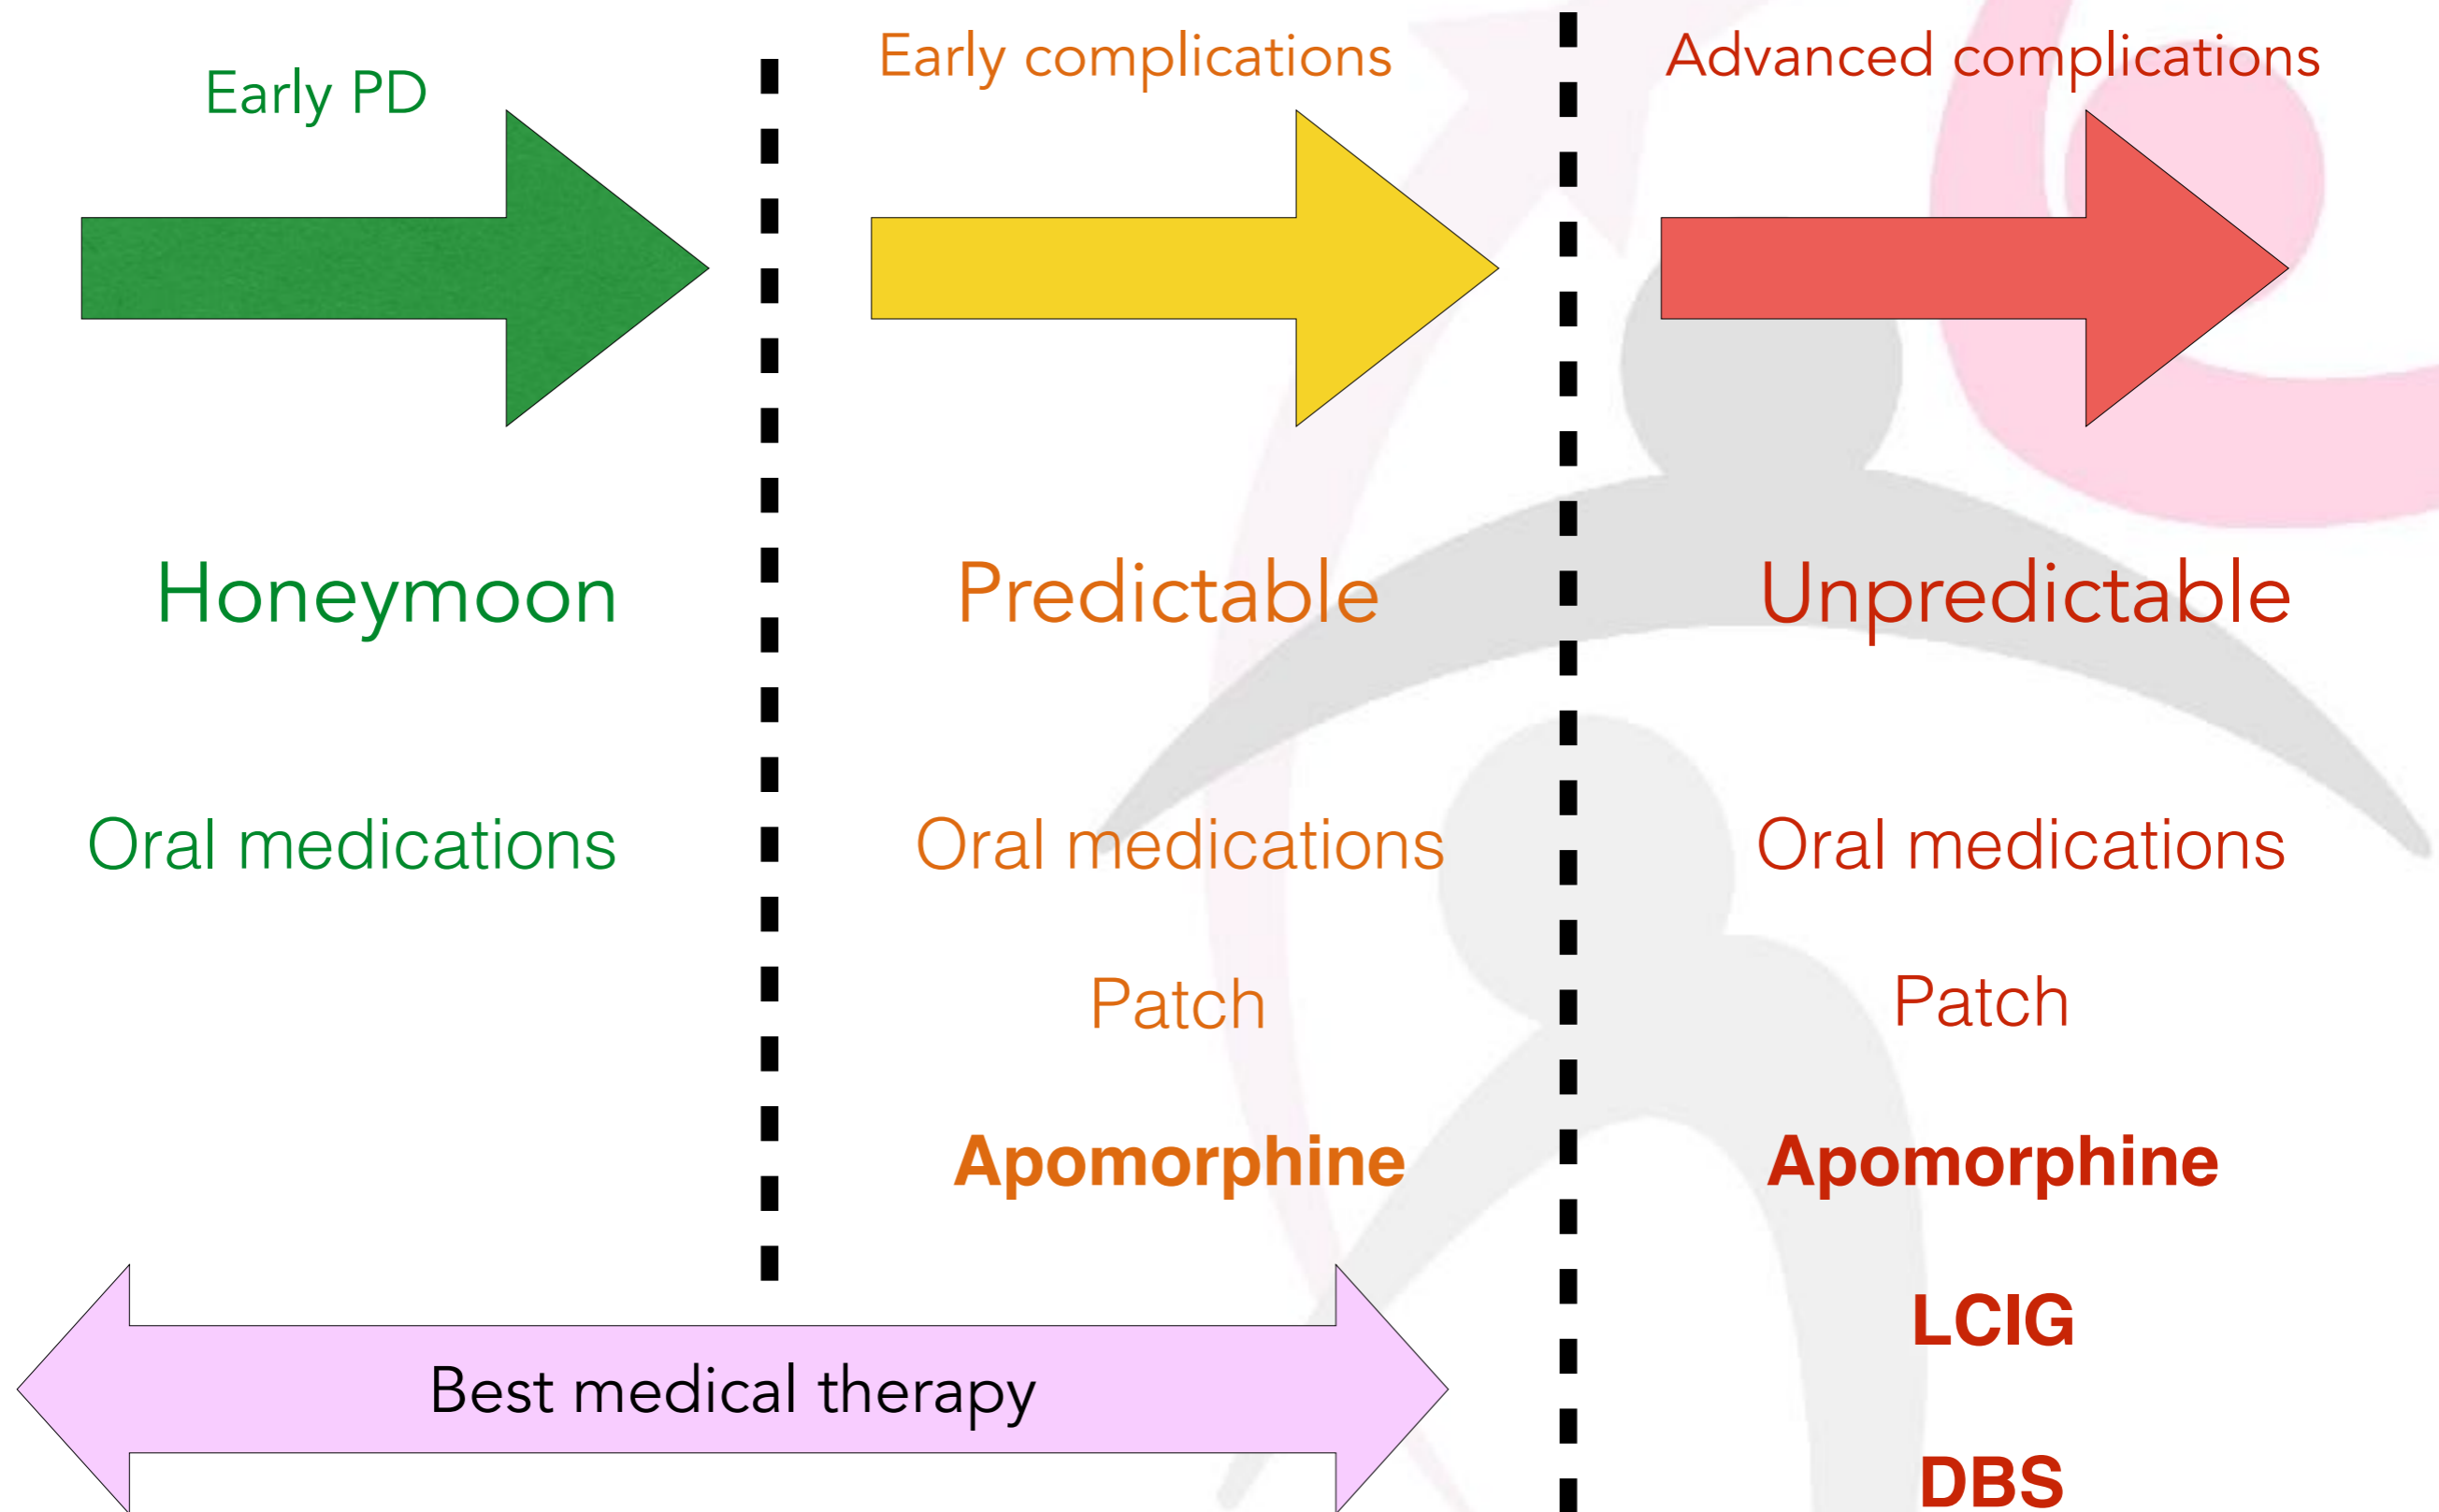 Early PD
Honeymoon
Oral medications
Early complications
Predictable
Oral medications
Patch
Apomorphine
Advanced complications
Unpredictable
Oral medications
Patch
Apomorphine
LCIG
DBS
Best medical therapy